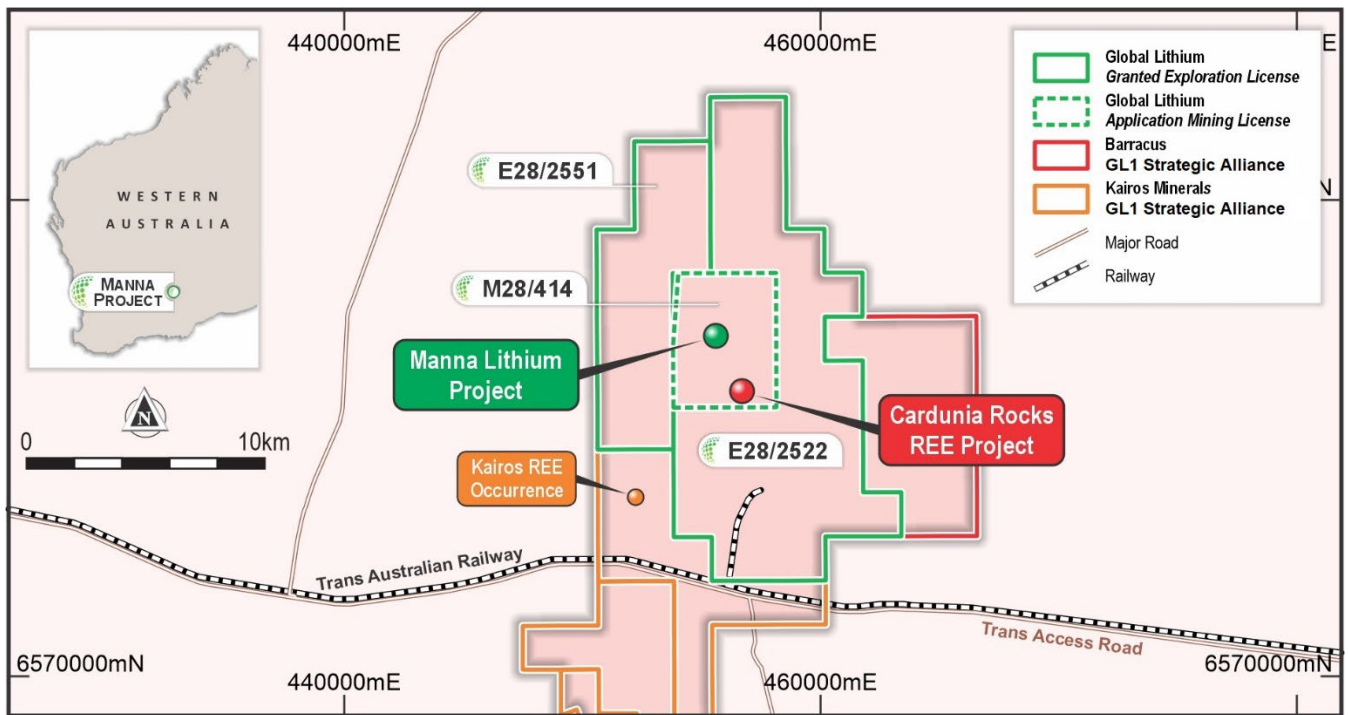 440000mE
460000mE
E
WESTERN
AUSTRALIA
MANNA
PROJECT
N
0
10km
E28/2551
M28/414
Manna Lithium
Project
Cardunia Rocks
REE Project
E28/2522
Kairos REE
Occurrence
Global Lithium
Granted Exploration License
Global Lithium
Application Mining License
Barracus
GL1 Strategic Alliance
Kairos Minerals
GL1 Strategic Alliance
Major Road
Railway
N
Trans Australian Railway
Trans Access Road
6570000mN
440000mE
460000mE
6570000mN